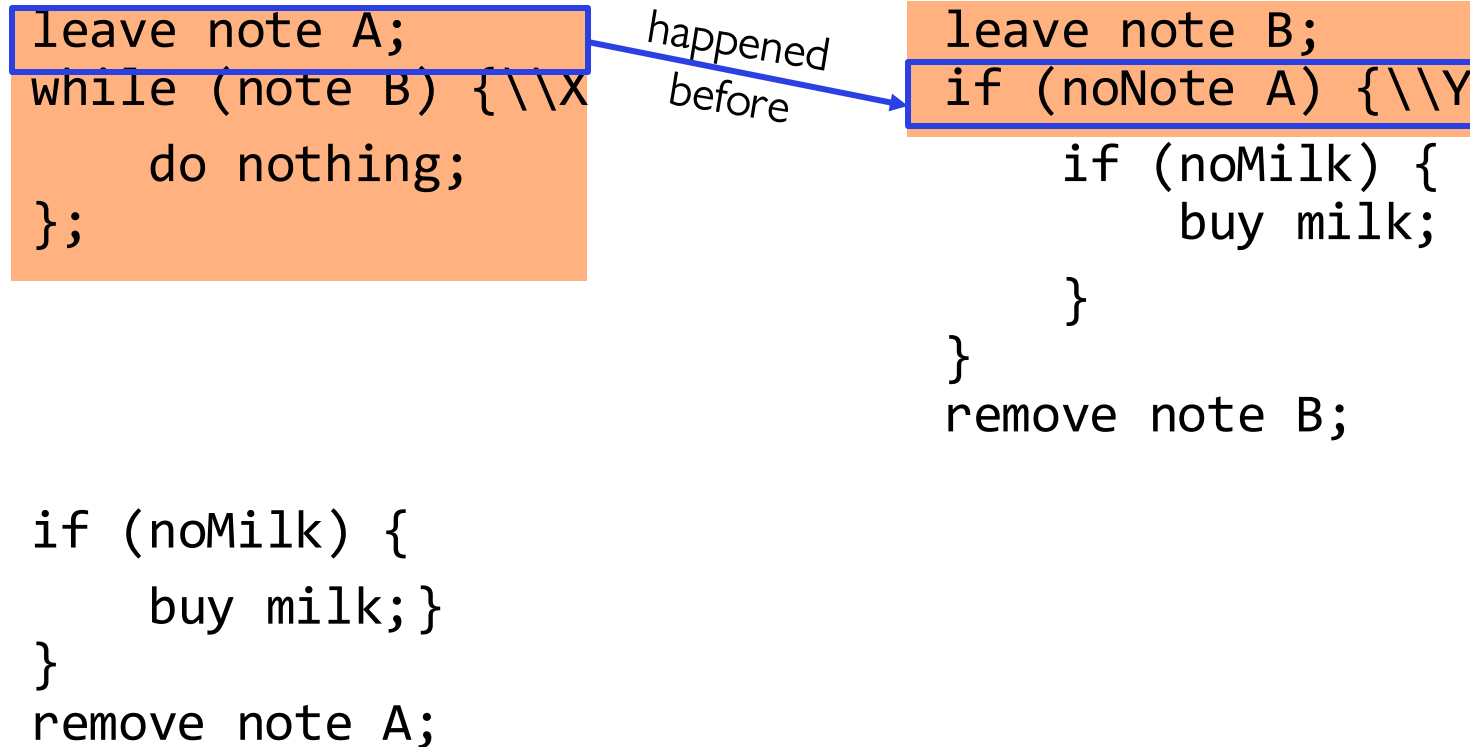 leave note A;
while (note B) {\\X
do nothing;
};
if (noMilk) {
buy milk;}
}
remove note A;
happened
before
leave note B;
if (noNote A) {\\Y
if (noMilk) {
buy milk;
}
}
remove note B;